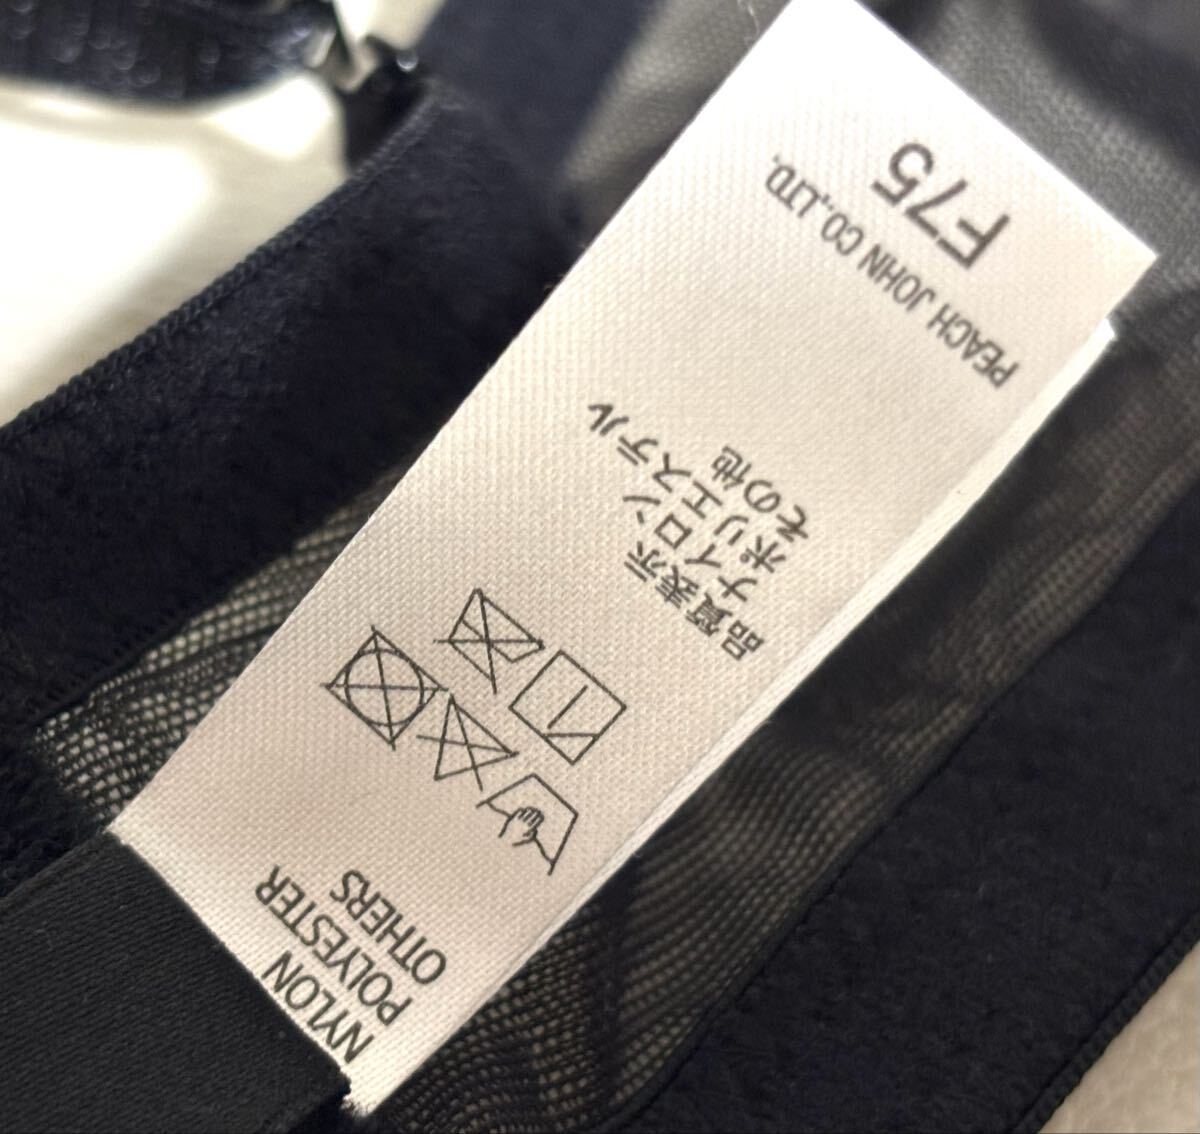 F75
PEACH JOHN CO.,LTD.
品質表示
ナイロン
ポリエステル
その他
NYLON
POLYESTER
OTHERS